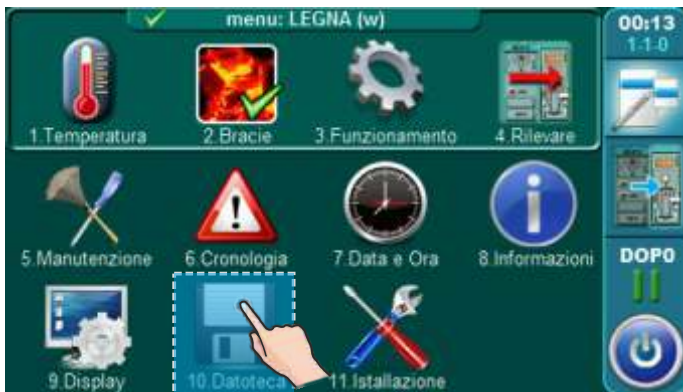 menu: LEGNA (w)
00:13
1-1-0
1.Temperatura
2.Bracie
3.Funzionamento
4.Rilevare
5.Manutenzione
6.Cronologia
7.Data e Ora
8.Informazioni
DOP0
9.Display
10.Datoteca
11.Istallazione